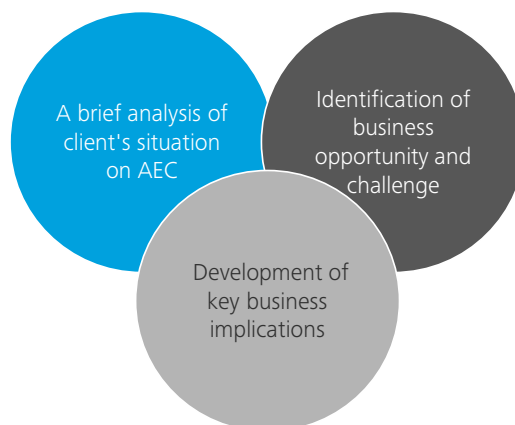 A brief analysis of
client's situation
on AEC
Identification of
business
opportunity and
challenge
Development of
key business
implications